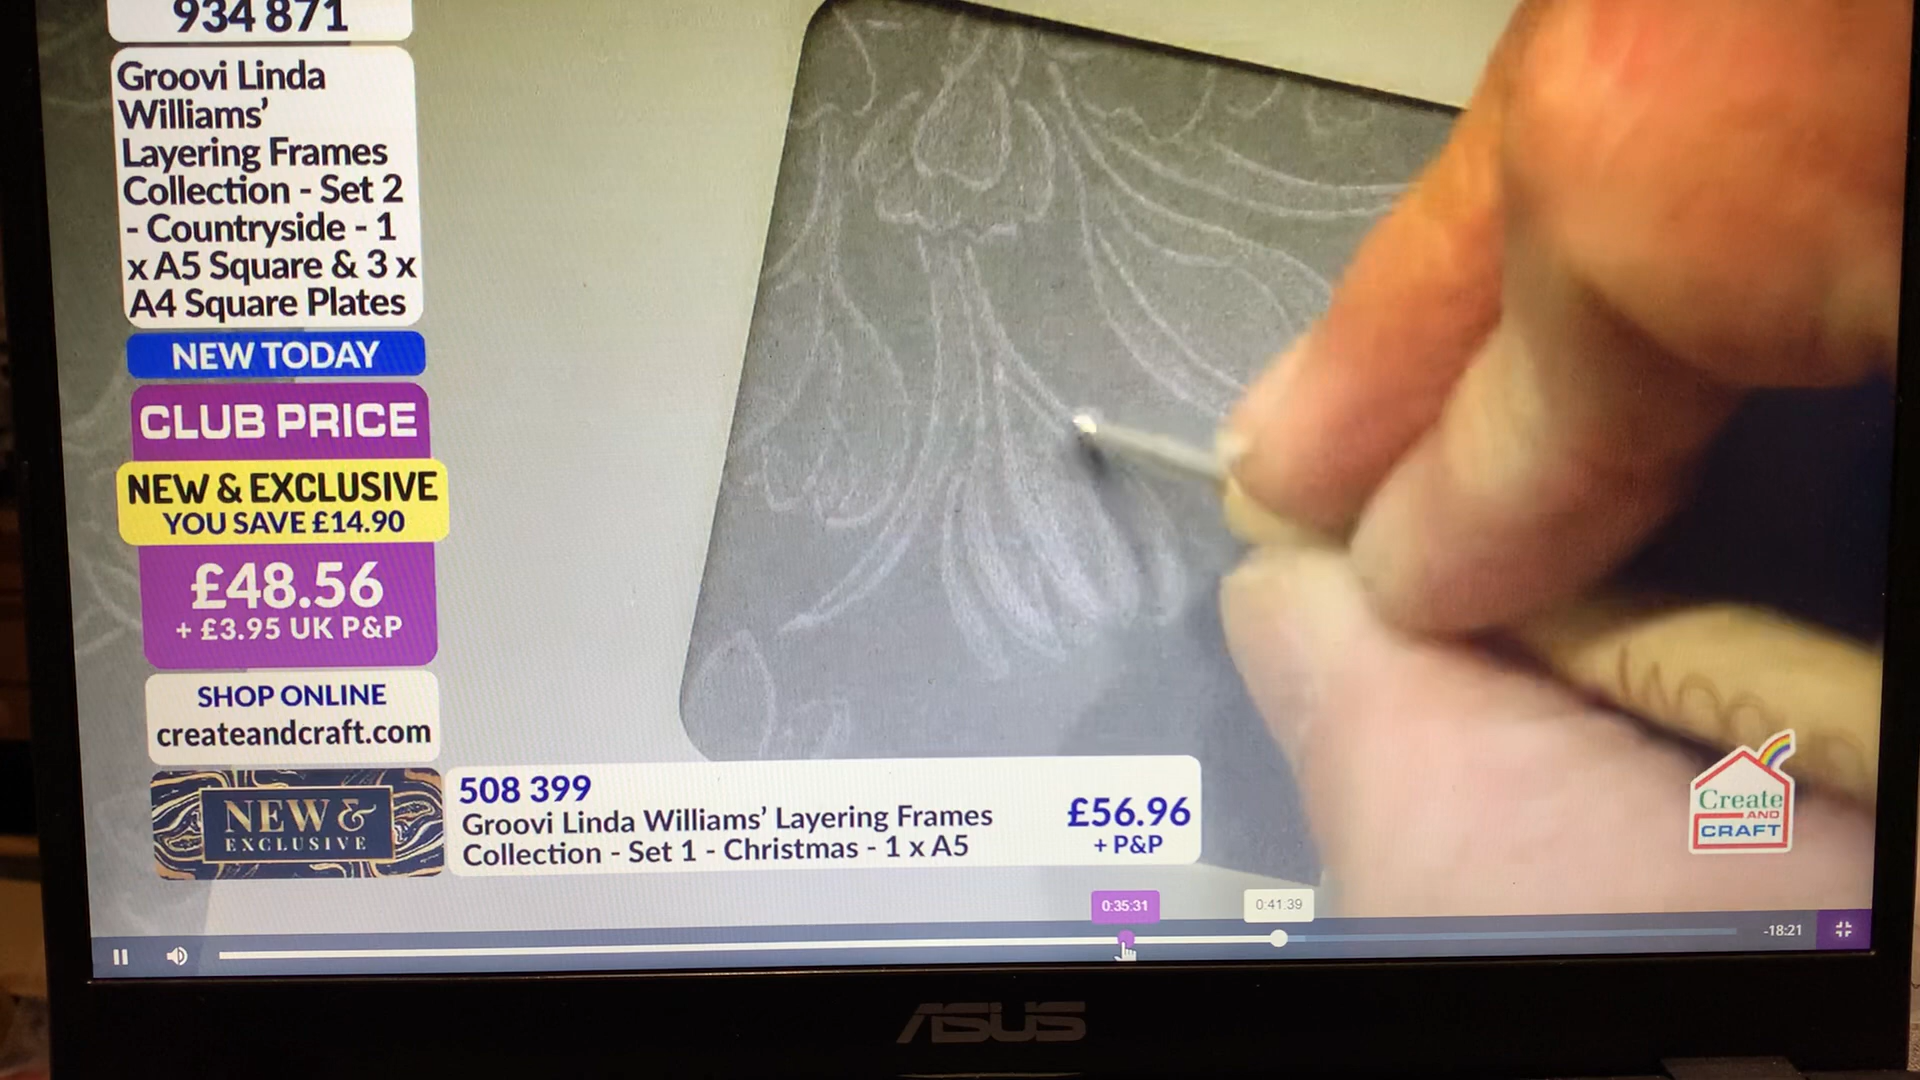 934 871
Groovi Linda
Williams’
Layering Frames
Collection - Set 2
- Countryside - 1
x A5 Square & 3 x
A4 Square Plates
NEW TODAY
CLUB PRICE
NEW & EXCLUSIVE
YOU SAVE £14.90
£48.56
+ £3.95 UK P&P
SHOP ONLINE
createandcraft.com
NEW &
EXCLUSIVE
508 399
Groovi Linda Williams’ Layering Frames
Collection - Set 1 - Christmas - 1 x A5
£56.96
+ P&P
Create
AND
CRAFT
0:35:31
0:41:39
-18:21
ASUS